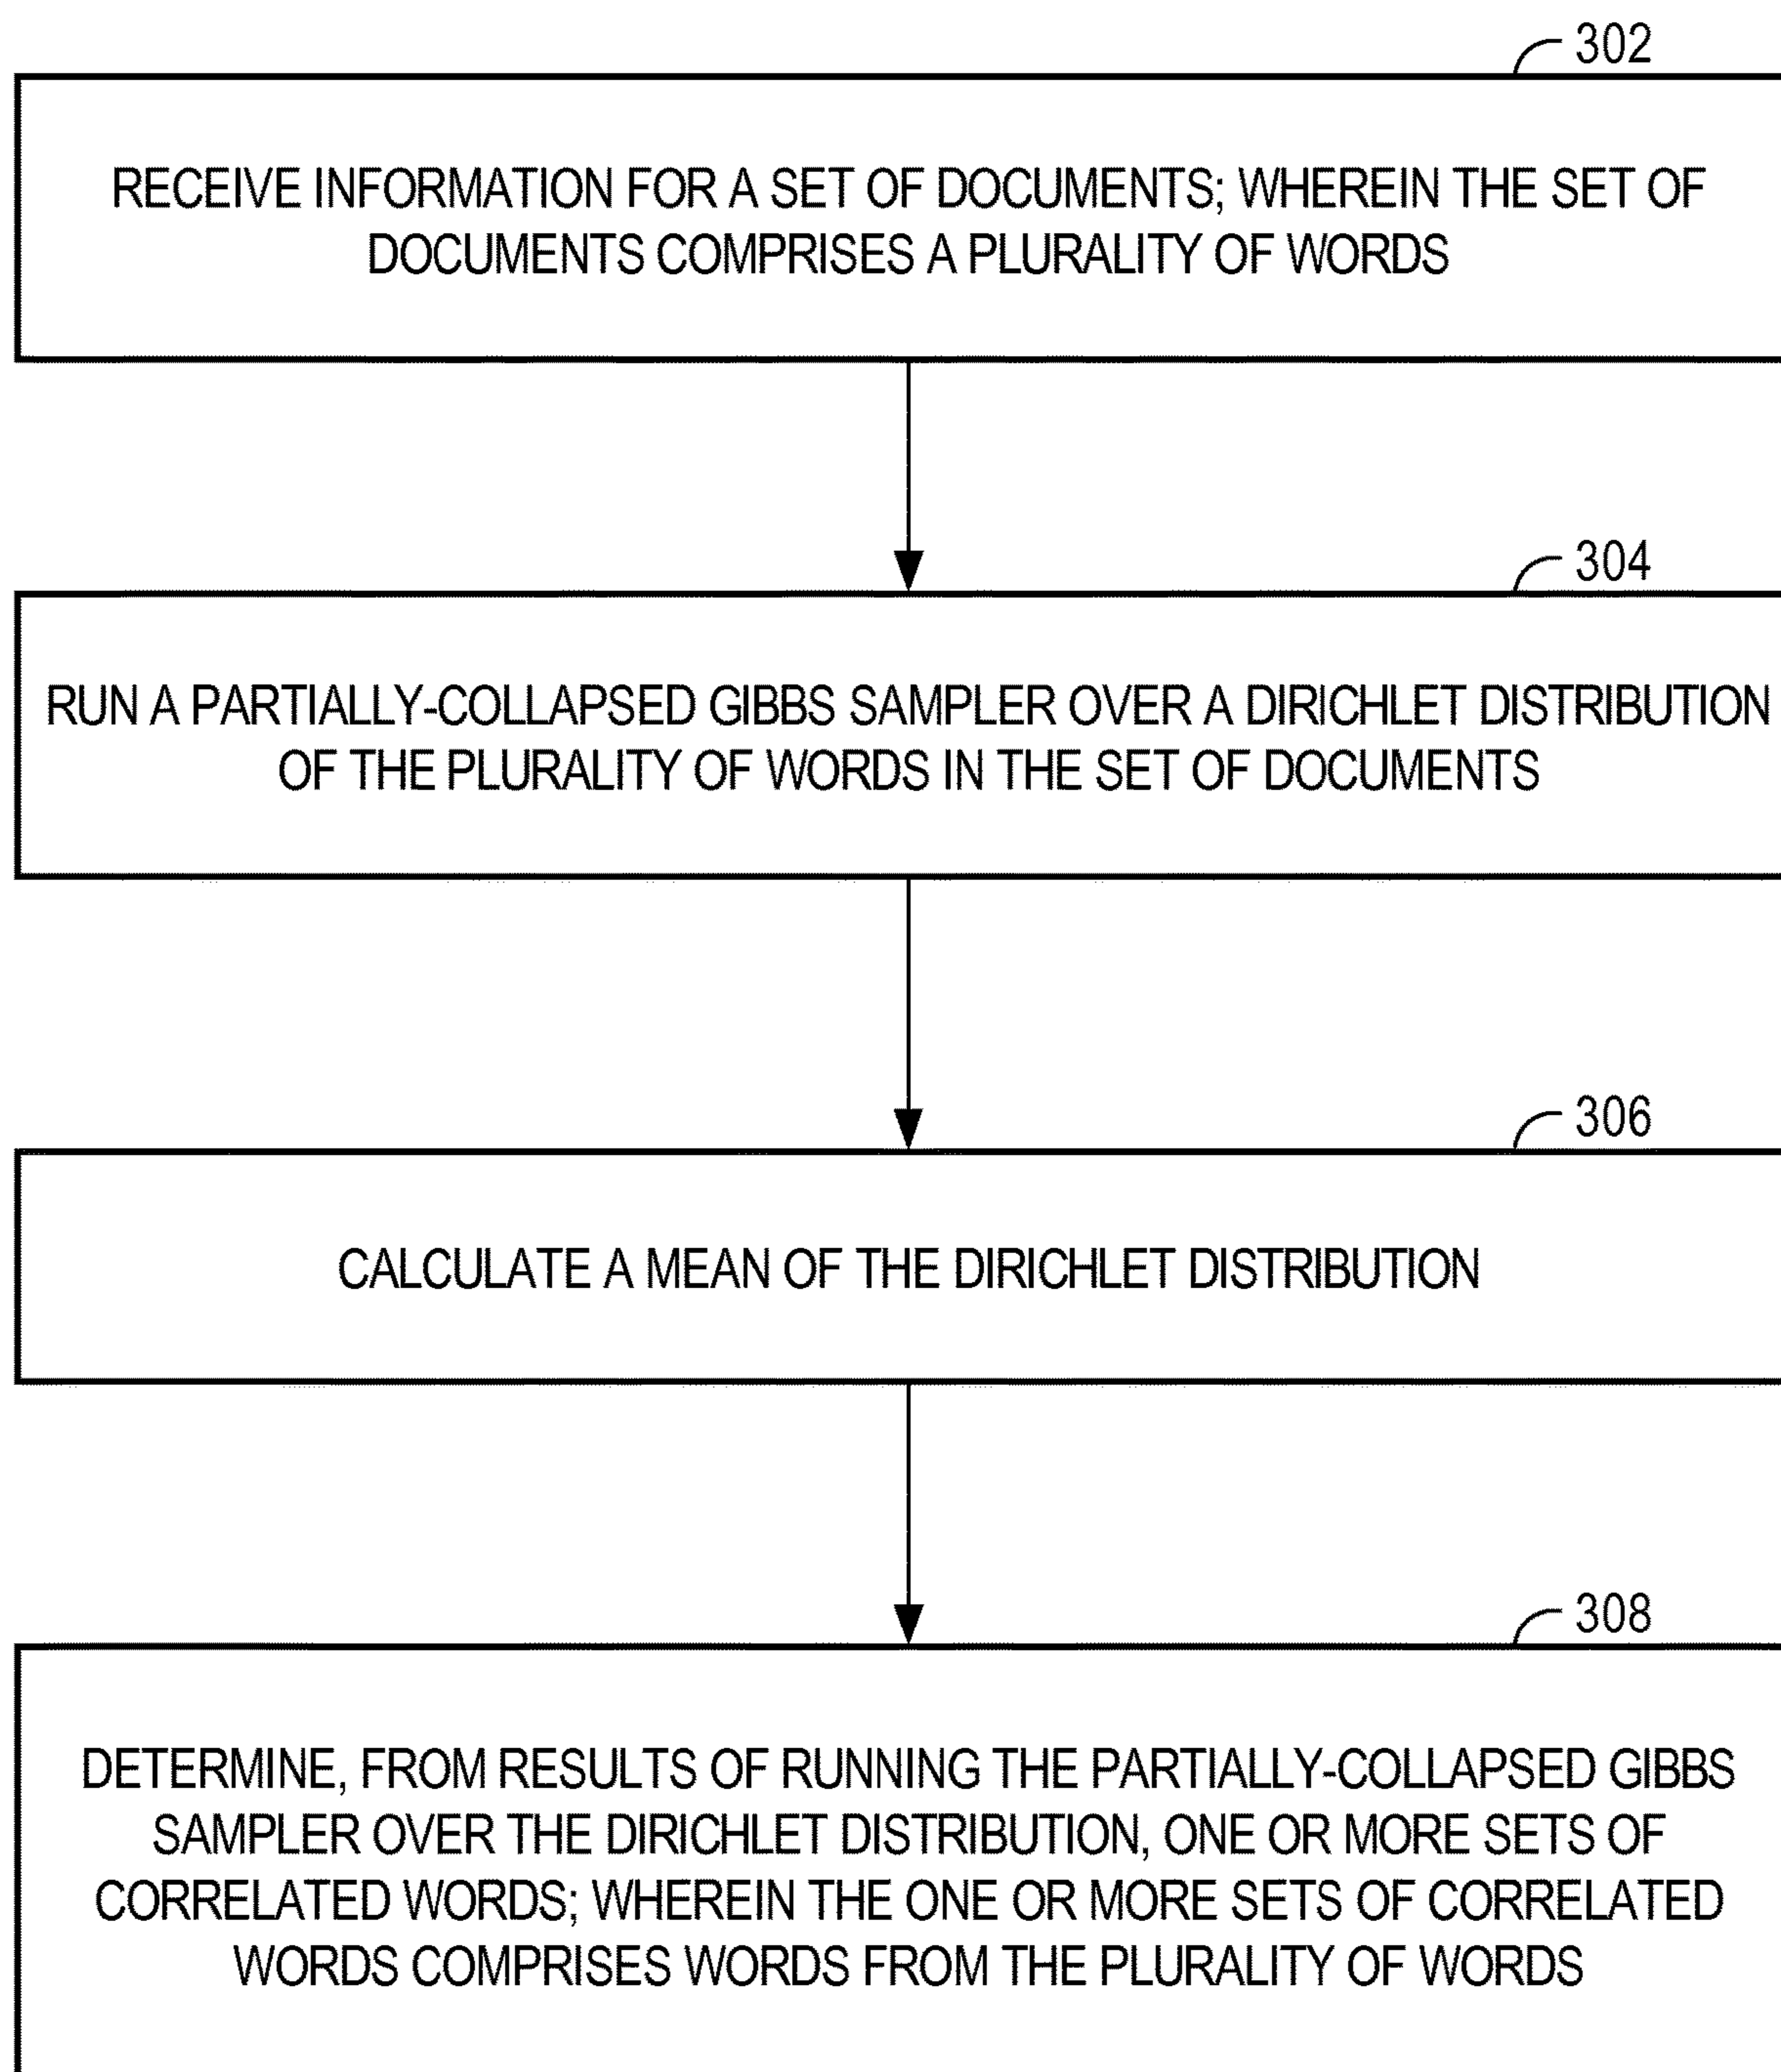 302
RECEIVE INFORMATION FOR A SET OF DOCUMENTS; WHEREIN THE SET OF
DOCUMENTS COMPRISES A PLURALITY OF WORDS
304
RUN A PARTIALLY-COLLAPSED GIBBS SAMPLER OVER A DIRICHLET DISTRIBUTION
OF THE PLURALITY OF WORDS IN THE SET OF DOCUMENTS
306
CALCULATE A MEAN OF THE DIRICHLET DISTRIBUTION
308
DETERMINE, FROM RESULTS OF RUNNING THE PARTIALLY-COLLAPSED GIBBS
SAMPLER OVER THE DIRICHLET DISTRIBUTION, ONE OR MORE SETS OF
CORRELATED WORDS; WHEREIN THE ONE OR MORE SETS OF CORRELATED
WORDS COMPRISES WORDS FROM THE PLURALITY OF WORDS